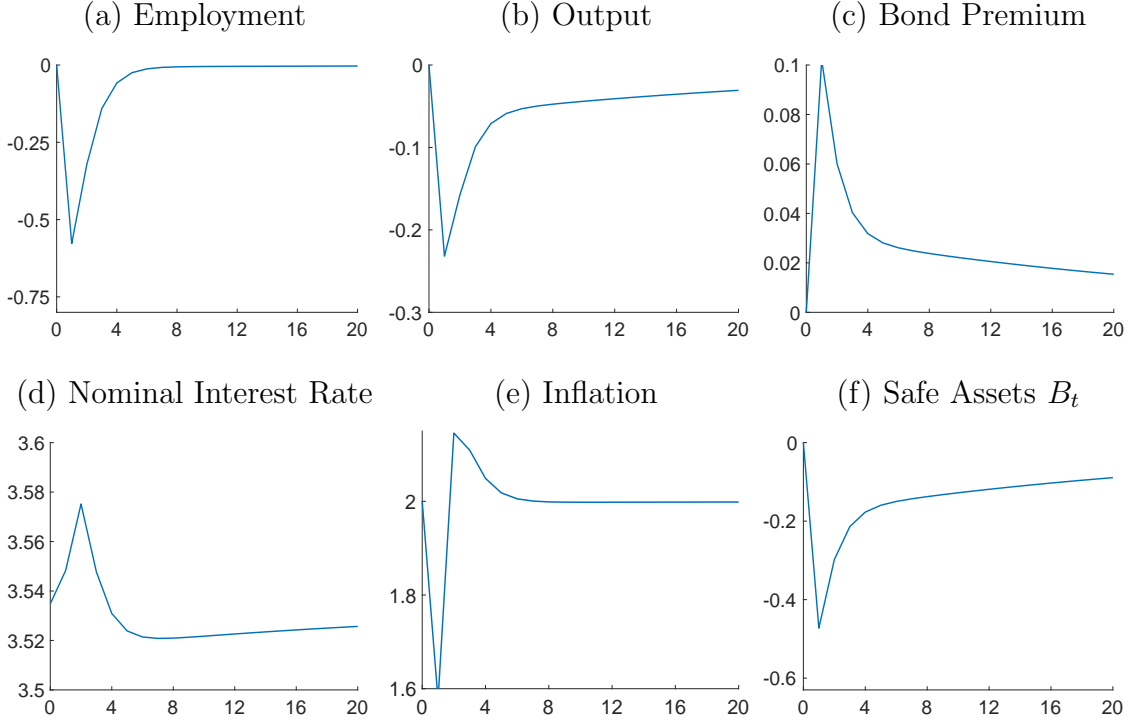 (a) Employment
0
-0.25
-0.5
-0.75
0 4 8 12 16 20
(b) Output
0
-0.1
-0.2
-0.3
0 4 8 12 16 20
(c) Bond Premium
0.1
0.08
0.06
0.04
0.02
0
0 4 8 12 16 20
(d) Nominal Interest Rate
3.6
3.58
3.56
3.54
3.52
3.5
0 4 8 12 16 20
(e) Inflation
2
1.8
1.6
0 4 8 12 16 20
(f) Safe Assets B_t
0
-0.2
-0.4
-0.6
0 4 8 12 16 20